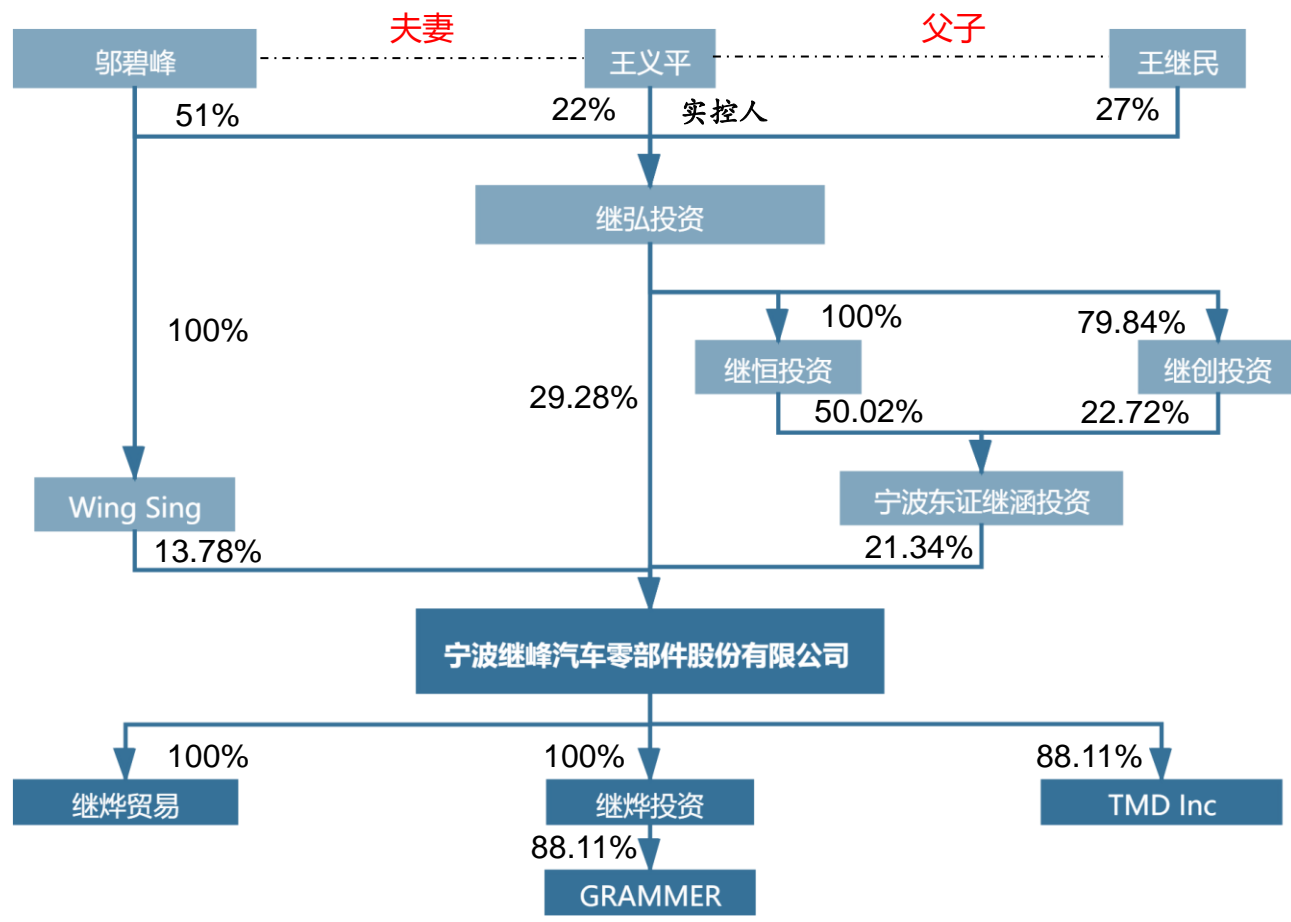 夫妻
父子
邬碧峰
王义平
王继民
51%
22%
实控人
27%
继弘投资
100%
100%
79.84%
继恒投资
继创投资
29.28%
50.02%
22.72%
Wing Sing
宁波东证继涵投资
13.78%
21.34%
宁波继峰汽车零部件股份有限公司
100%
100%
88.11%
继烨贸易
继烨投资
TMD Inc
88.11%
GRAMMER